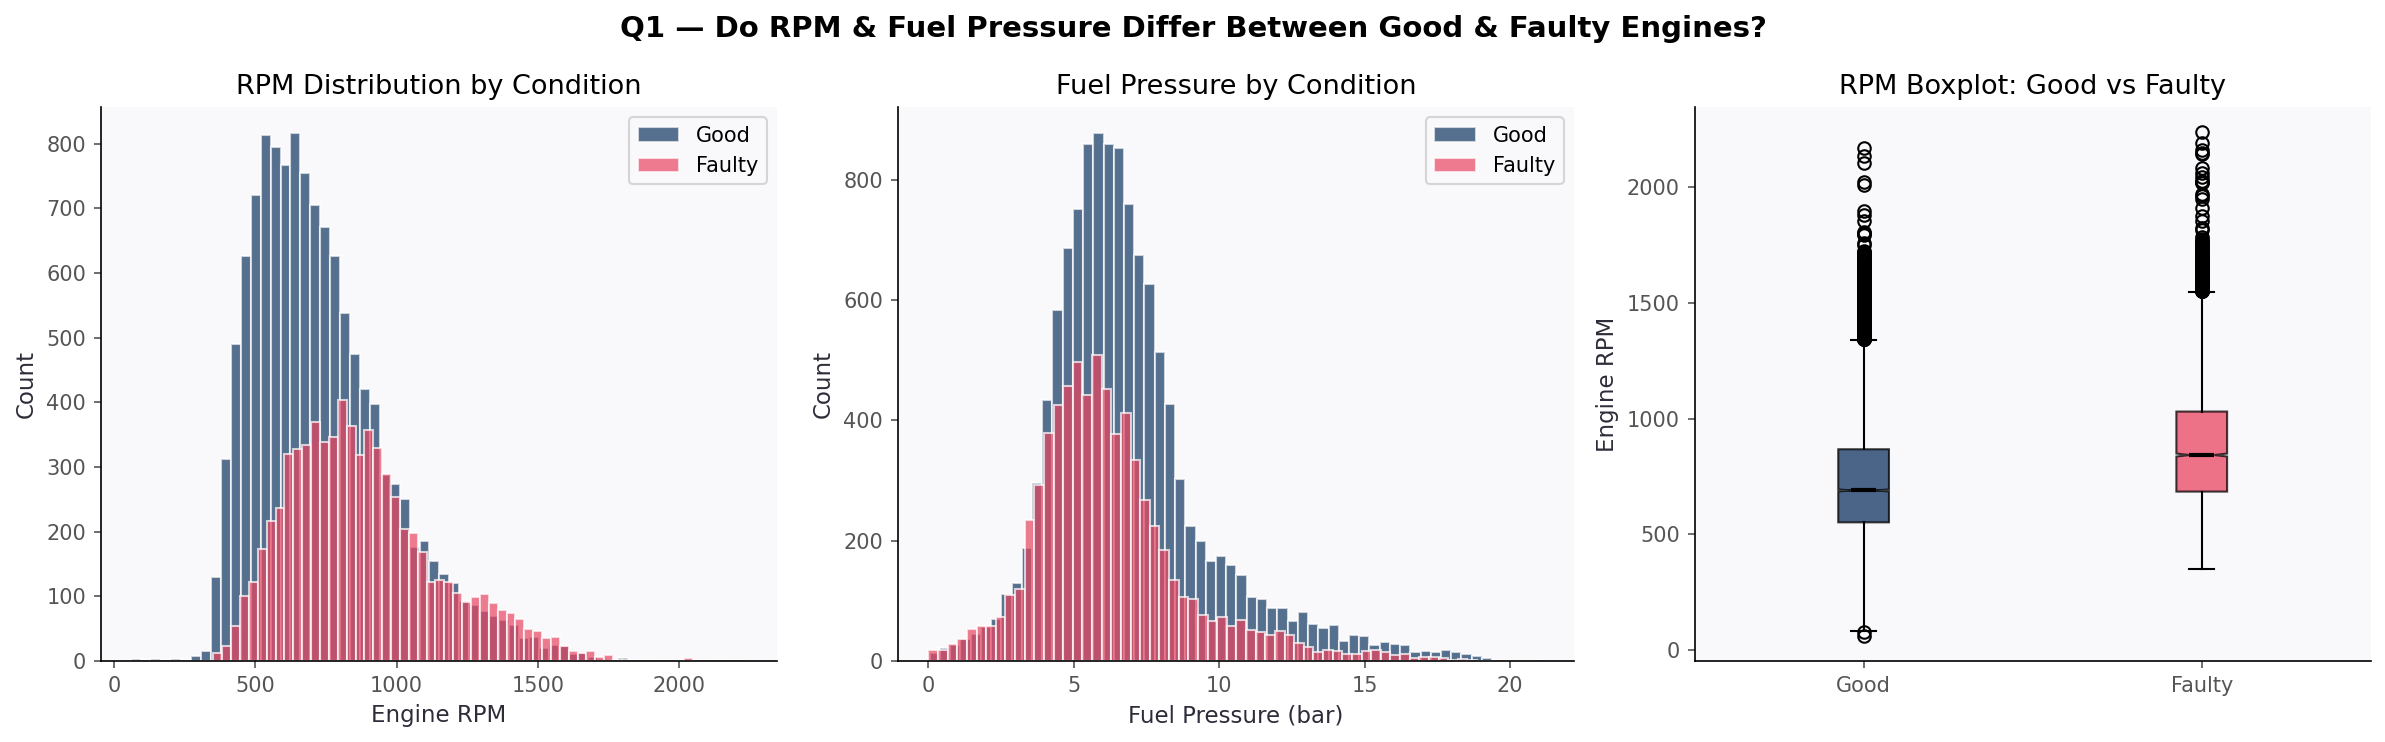 Q1 — Do RPM & Fuel Pressure Differ Between Good & Faulty Engines?
RPM Distribution by Condition
800
700
600
500
400
300
200
100
0
Count
0 500 1000 1500 2000
Engine RPM
Good
Faulty
Fuel Pressure by Condition
800
600
400
200
0
Count
0 5 10 15 20
Fuel Pressure (bar)
Good
Faulty
RPM Boxplot: Good vs Faulty
2000
1500
1000
500
0
Engine RPM
Good Faulty